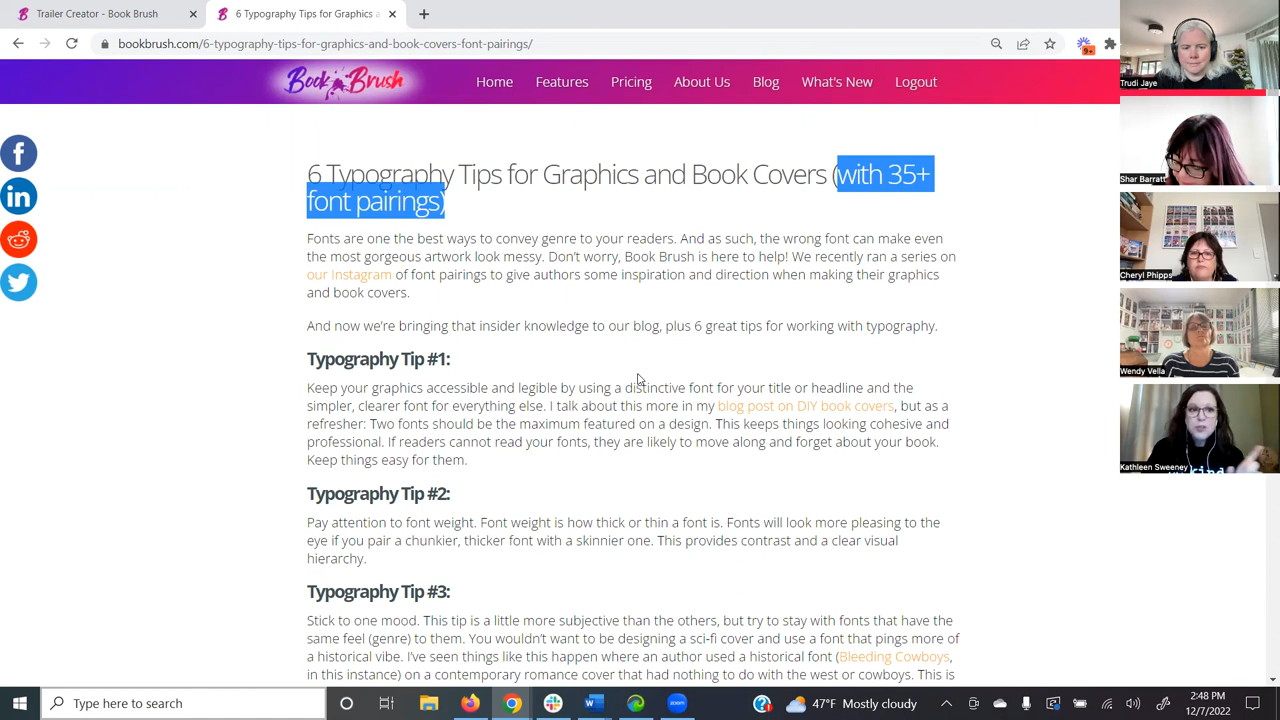 Trailer Creator - Book Brush
6 Typography Tips for Graphics a
bookbrush.com/6-typography-tips-for-graphics-and-book-covers-font-pairings/
9+
Book Brush
Home Features Pricing About Us Blog What's New Logout
6 Typography Tips for Graphics and Book Covers (with 35+
font pairings)
Fonts are one the best ways to convey genre to your readers. And as such, the wrong font can make even
the most gorgeous artwork look messy. Don't worry, Book Brush is here to help! We recently ran a series on
our Instagram of font pairings to give authors some inspiration and direction when making their graphics
and book covers.
And now we're bringing that insider knowledge to our blog, plus 6 great tips for working with typography.
Typography Tip #1:
Keep your graphics accessible and legible by using a distinctive font for your title or headline and the
simpler, clearer font for everything else. I talk about this more in my blog post on DIY book covers, but as a
refresher: Two fonts should be the maximum featured on a design. This keeps things looking cohesive and
professional. If readers cannot read your fonts, they are likely to move along and forget about your book.
Keep things easy for them.
Typography Tip #2:
Pay attention to font weight. Font weight is how thick or thin a font is. Fonts will look more pleasing to the
eye if you pair a chunkier, thicker font with a skinnier one. This provides contrast and a clear visual
hierarchy.
Typography Tip #3:
Stick to one mood. This tip is a little more subjective than the others, but try to stay with fonts that have the
same feel (genre) to them. You wouldn't want to be designing a sci-fi cover and use a font that pings more of
a historical vibe. I've seen things like this happen where an author used a historical font (Bleeding Cowboys,
in this instance) on a contemporary romance cover that had nothing to do with the west or cowboys. This is
Trudi Jaye
Shar Barratt
Cheryl Phipps
Wendy Vella
Kathleen Sweeney
kind
Type here to search
zoom
47°F Mostly cloudy
2:48 PM
12/7/2022